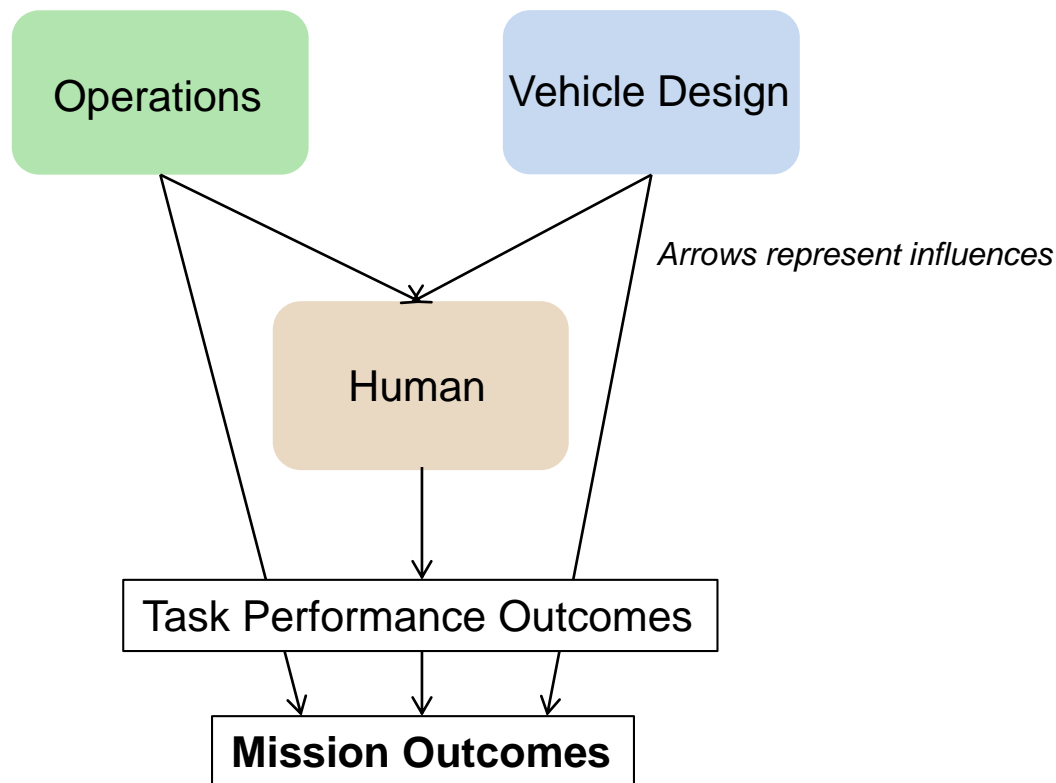 Operations
Vehicle Design
Arrows represent influences
Human
Task Performance Outcomes
Mission Outcomes